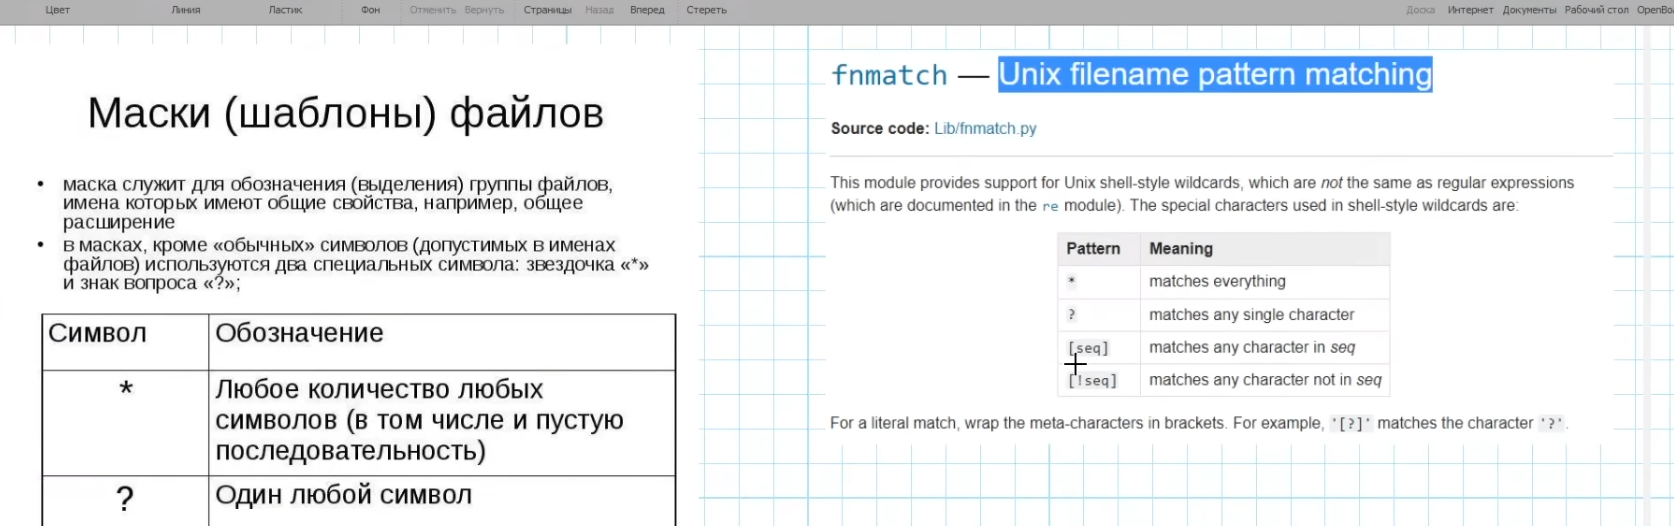 Цвет Линия Ластик Фон Отменить Вернуть Страницы Назад Вперед Стереть Доска Интернет Документы Рабочий стол
Маски (шаблоны) файлов
• маска служит для обозначения (выделения) группы файлов,
имена которых имеют общие свойства, например, общее
расширение
• в масках, кроме «обычных» символов (допустимых в именах
файлов) используются два специальных символа: звездочка «*»
и знак вопроса «?»;
Символ Обозначение
* Любое количество любых
символов (в том числе и пустую
последовательность)
? Один любой символ
fnmatch — Unix filename pattern matching
Source code: Lib/fnmatch.py
This module provides support for Unix shell-style wildcards, which are not the same as regular expressions
(which are documented in the re module). The special characters used in shell-style wildcards are:
Pattern Meaning
* matches everything
? matches any single character
[seq] matches any character in seq
[!seq] matches any character not in seq
For a literal match, wrap the meta-characters in brackets. For example, '[?]' matches the character '?'.